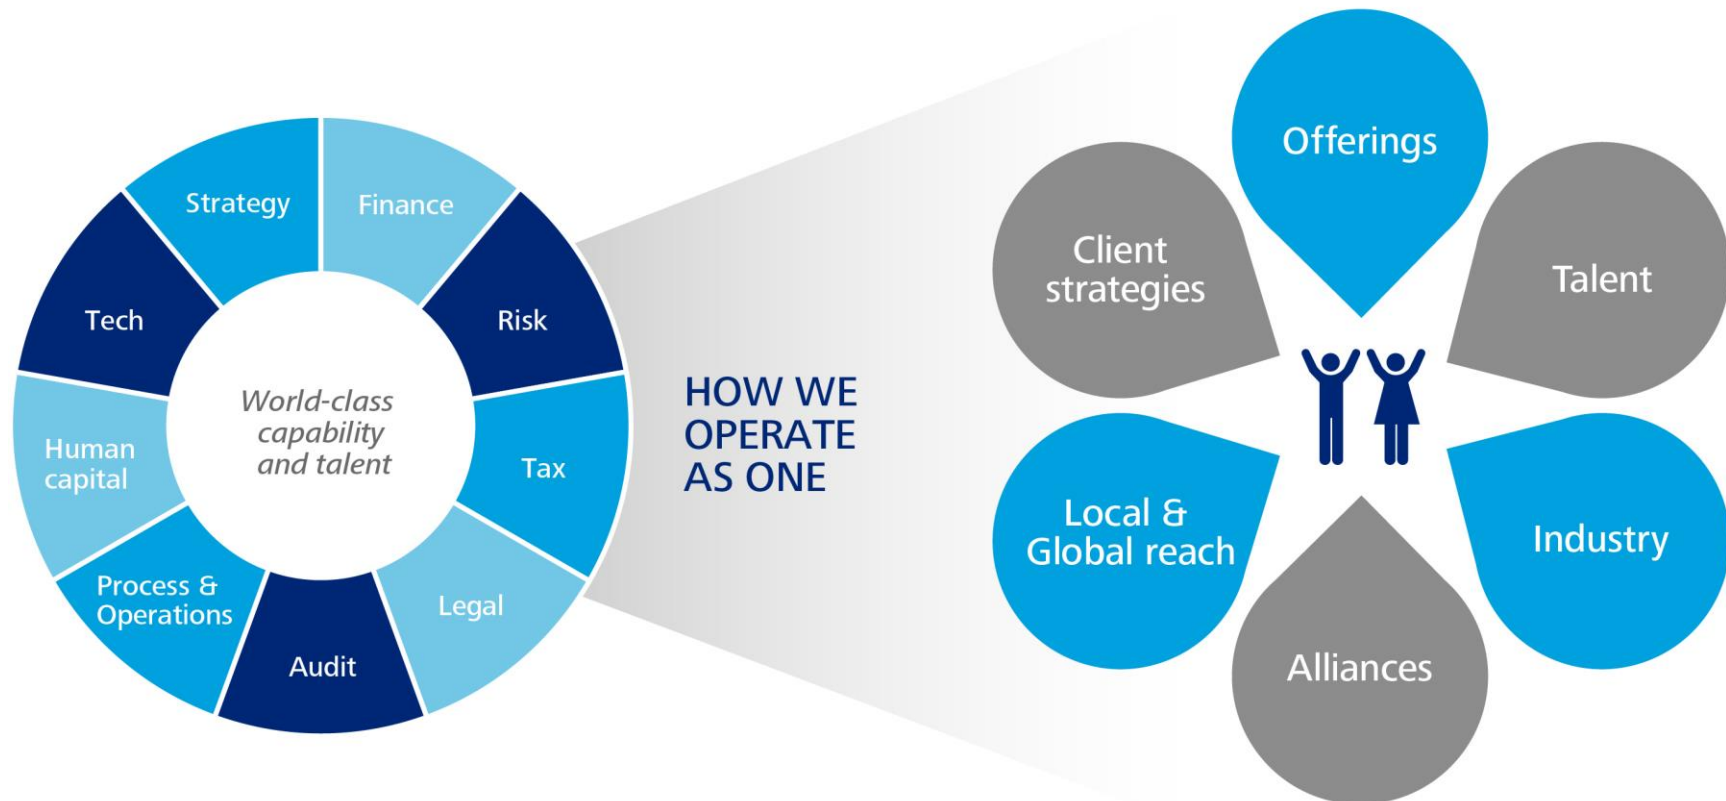 Strategy
Finance
Tech
Risk
World-class
capability
and talent
Human
capital
Tax
Process &
Operations
Legal
Audit
HOW WE
OPERATE
AS ONE
Offerings
Client
strategies
Talent
Local &
Global reach
Industry
Alliances